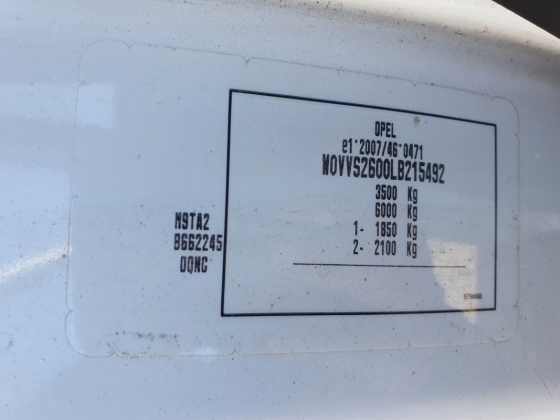 OPEL
e1*2007/46*0471
W0VVS2600LB215492
3500 Kg
6000 Kg
1- 1850 Kg
2- 2100 Kg
M9TA2
B662245
DQNC